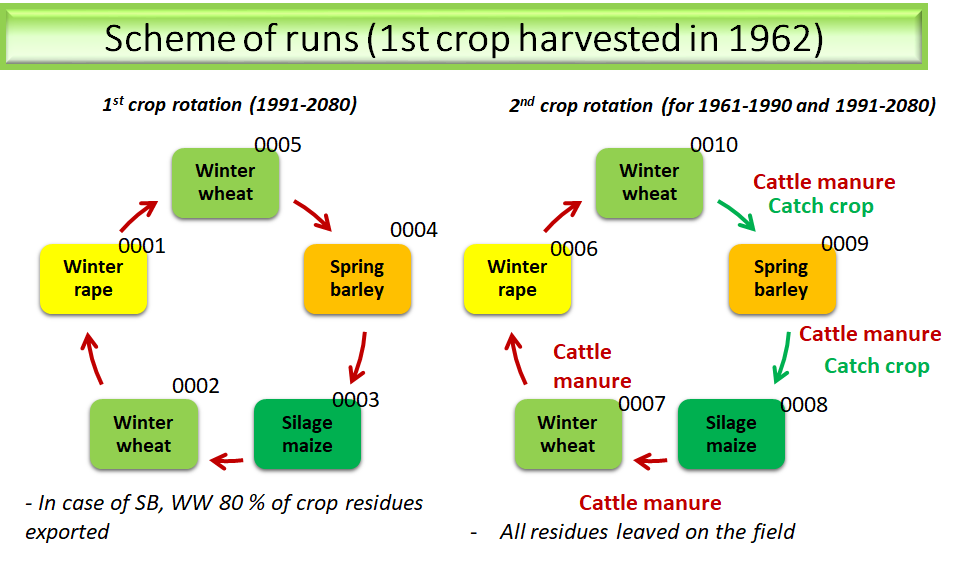 Scheme of runs (1st crop harvested in 1962)
1st crop rotation (1991-2080)
0005
Winter
wheat
0004
0001
Winter
rape
Spring
barley
0002
0003
Winter
wheat
Silage
maize
- In case of SB, WW 80 % of crop residues
exported
2nd crop rotation (for 1961-1990 and 1991-2080)
0010
Winter
wheat
Cattle manure
Catch crop
0009
0006
Winter
rape
Spring
barley
Cattle manure
Catch crop
Cattle
manure
0007
0008
Winter
wheat
Silage
maize
Cattle manure
- All residues leaved on the field